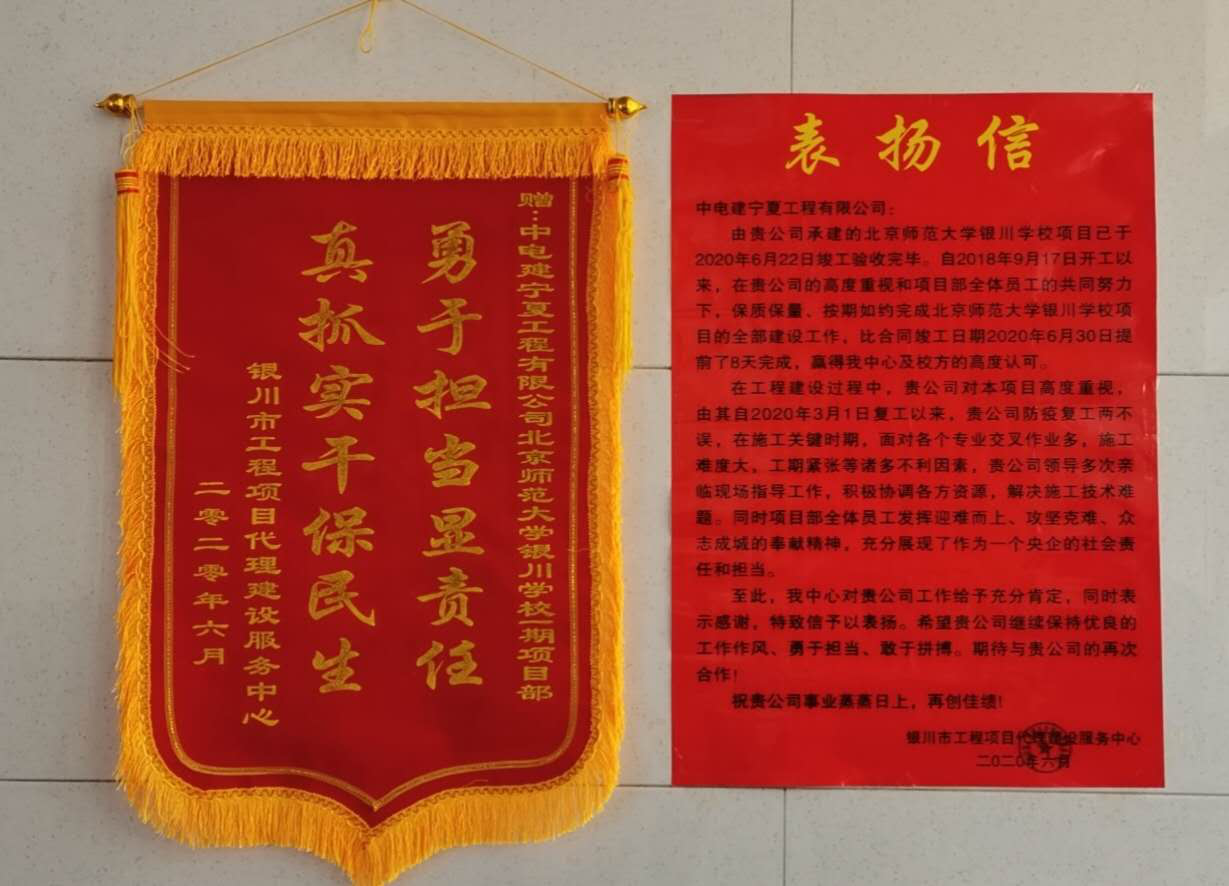 赠：中电建宁夏工程有限公司北京师范大学银川学校一期项目部
勇于担当显责任
真抓实干保民生
银川市工程项目代理建设服务中心
二零二零年六月
表扬信
中电建宁夏工程有限公司：
由贵公司承建的北京师范大学银川学校项目已于
2020年6月22日竣工验收完毕。自2018年9月17日开工以
来，在贵公司的高度重视和项目部全体员工的共同努力
下，保质保量、按期如约完成北京师范大学银川学校项
目的全部建设工作，比合同竣工日期2020年6月30日提
前了8天完成，赢得我中心及校方的高度认可。
在工程建设过程中，贵公司对本项目高度重视，
由其自2020年3月1日复工以来，贵公司防疫复工两不
误，在施工关键时期，面对各个专业交叉作业多，施工
难度大，工期紧张等诸多不利因素，贵公司领导多次亲
临现场指导工作，积极协调各方资源，解决施工技术难
题。同时项目部全体员工发挥迎难而上、攻坚克难、众
志成城的奉献精神，充分展现了作为一个央企的社会责
任和担当。
至此，我中心对贵公司工作给予充分肯定，同时表
示感谢，特致信予以表扬。希望贵公司继续保持优良的
工作作风、勇于担当、敢于拼搏。期待与贵公司的再次
合作!
祝贵公司事业蒸蒸日上，再创佳绩!
银川市工程项目代理建设服务中心
二〇二〇年六月